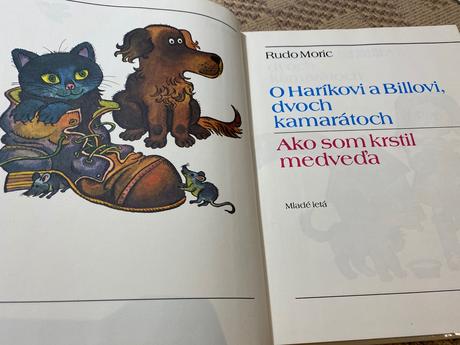 Rudo Moric
O Haríkovi a Billovi,
dvoch
kamarátoch
Ako som krstil
medveďa
Mladé letá